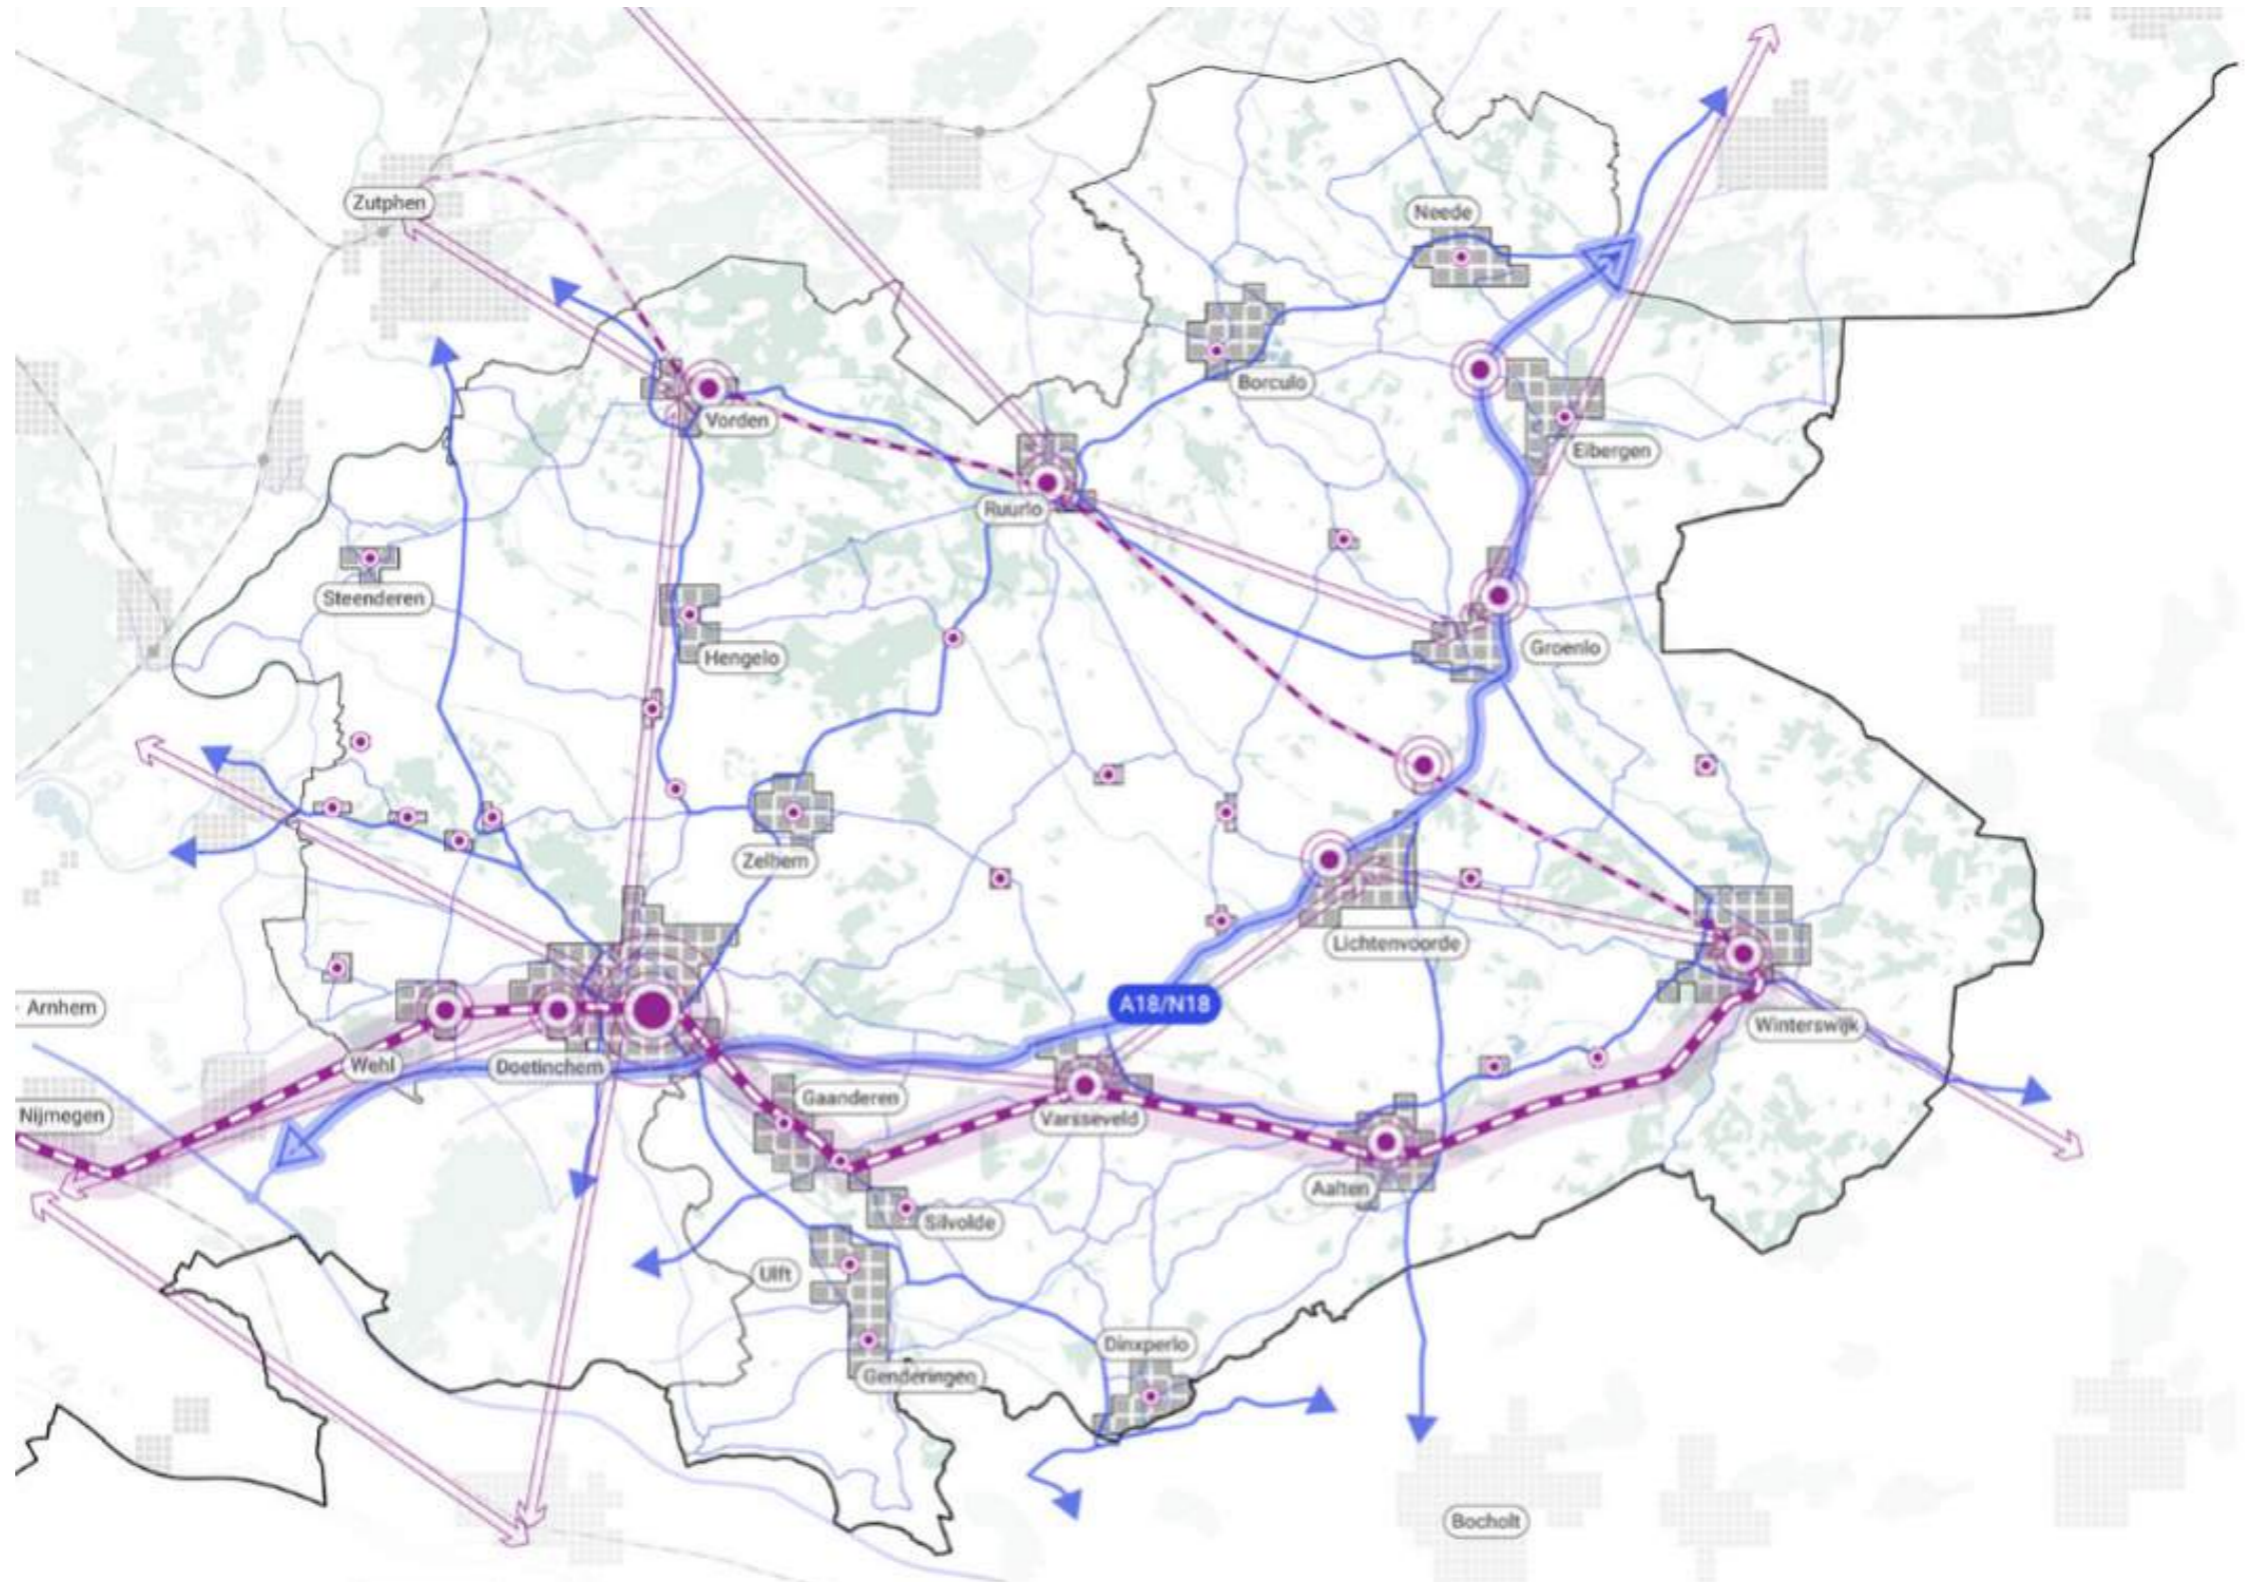 Zutphen
Neede
Borculo
Vorden
Eibergen
Ruurlo
Steenderen
Hengelo
Groenlo
Zelhem
Lichtenvoorde
A18/N18
Arnhem
Winterswijk
Wehl
Doetinchem
Gaanderen
Nijmegen
Varsseveld
Aalten
Silvolde
Ulft
Dinxperlo
Genderingen
Bocholt